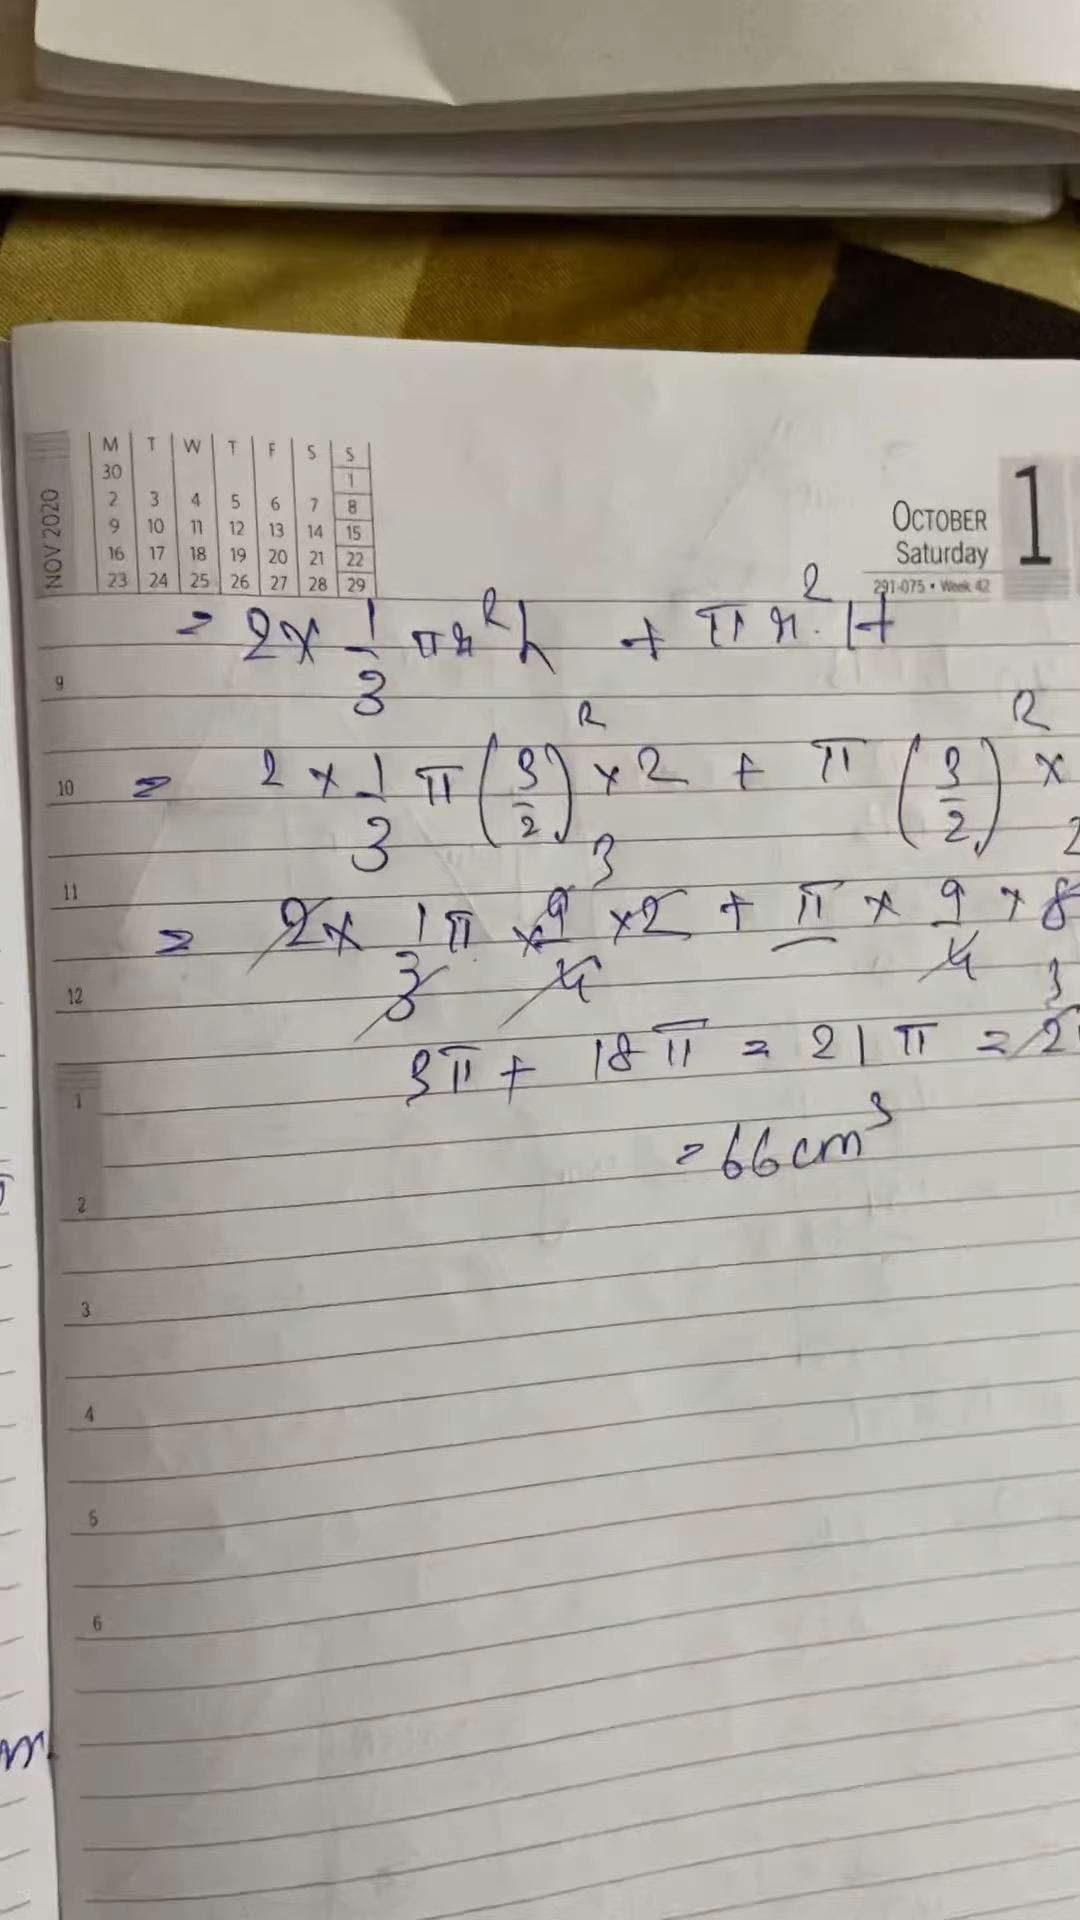 NOV 2020
M T W T F S S
30 1
2 3 4 5 6 7 8
9 10 11 12 13 14 15
16 17 18 19 20 21 22
23 24 25 26 27 28 29
OCTOBER 1
Saturday
291-075 • Week 42
= 2 × 1/3 πr²h + πr².H
9
10 = 2 × 1/3 π(3/2)² × 2 + π(3/2)² ×
11
= 2 × 1/3 π × 9/4 × 2 + π × 9/4 × 8
12
3π + 18π = 21π = 2
1
= 66 cm³
2
3
4
5
6
m